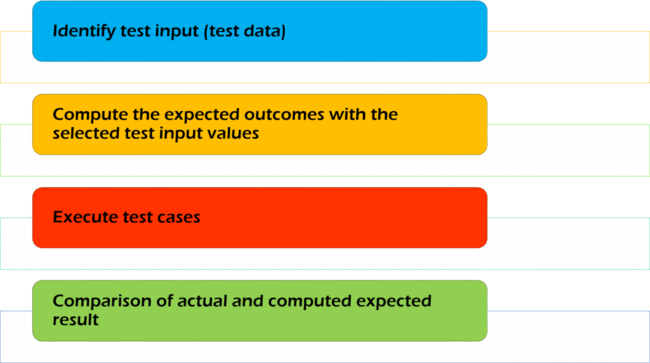 Identify test input (test data)
Compute the expected outcomes with the
selected test input values
Execute test cases
Comparison of actual and computed expected
result